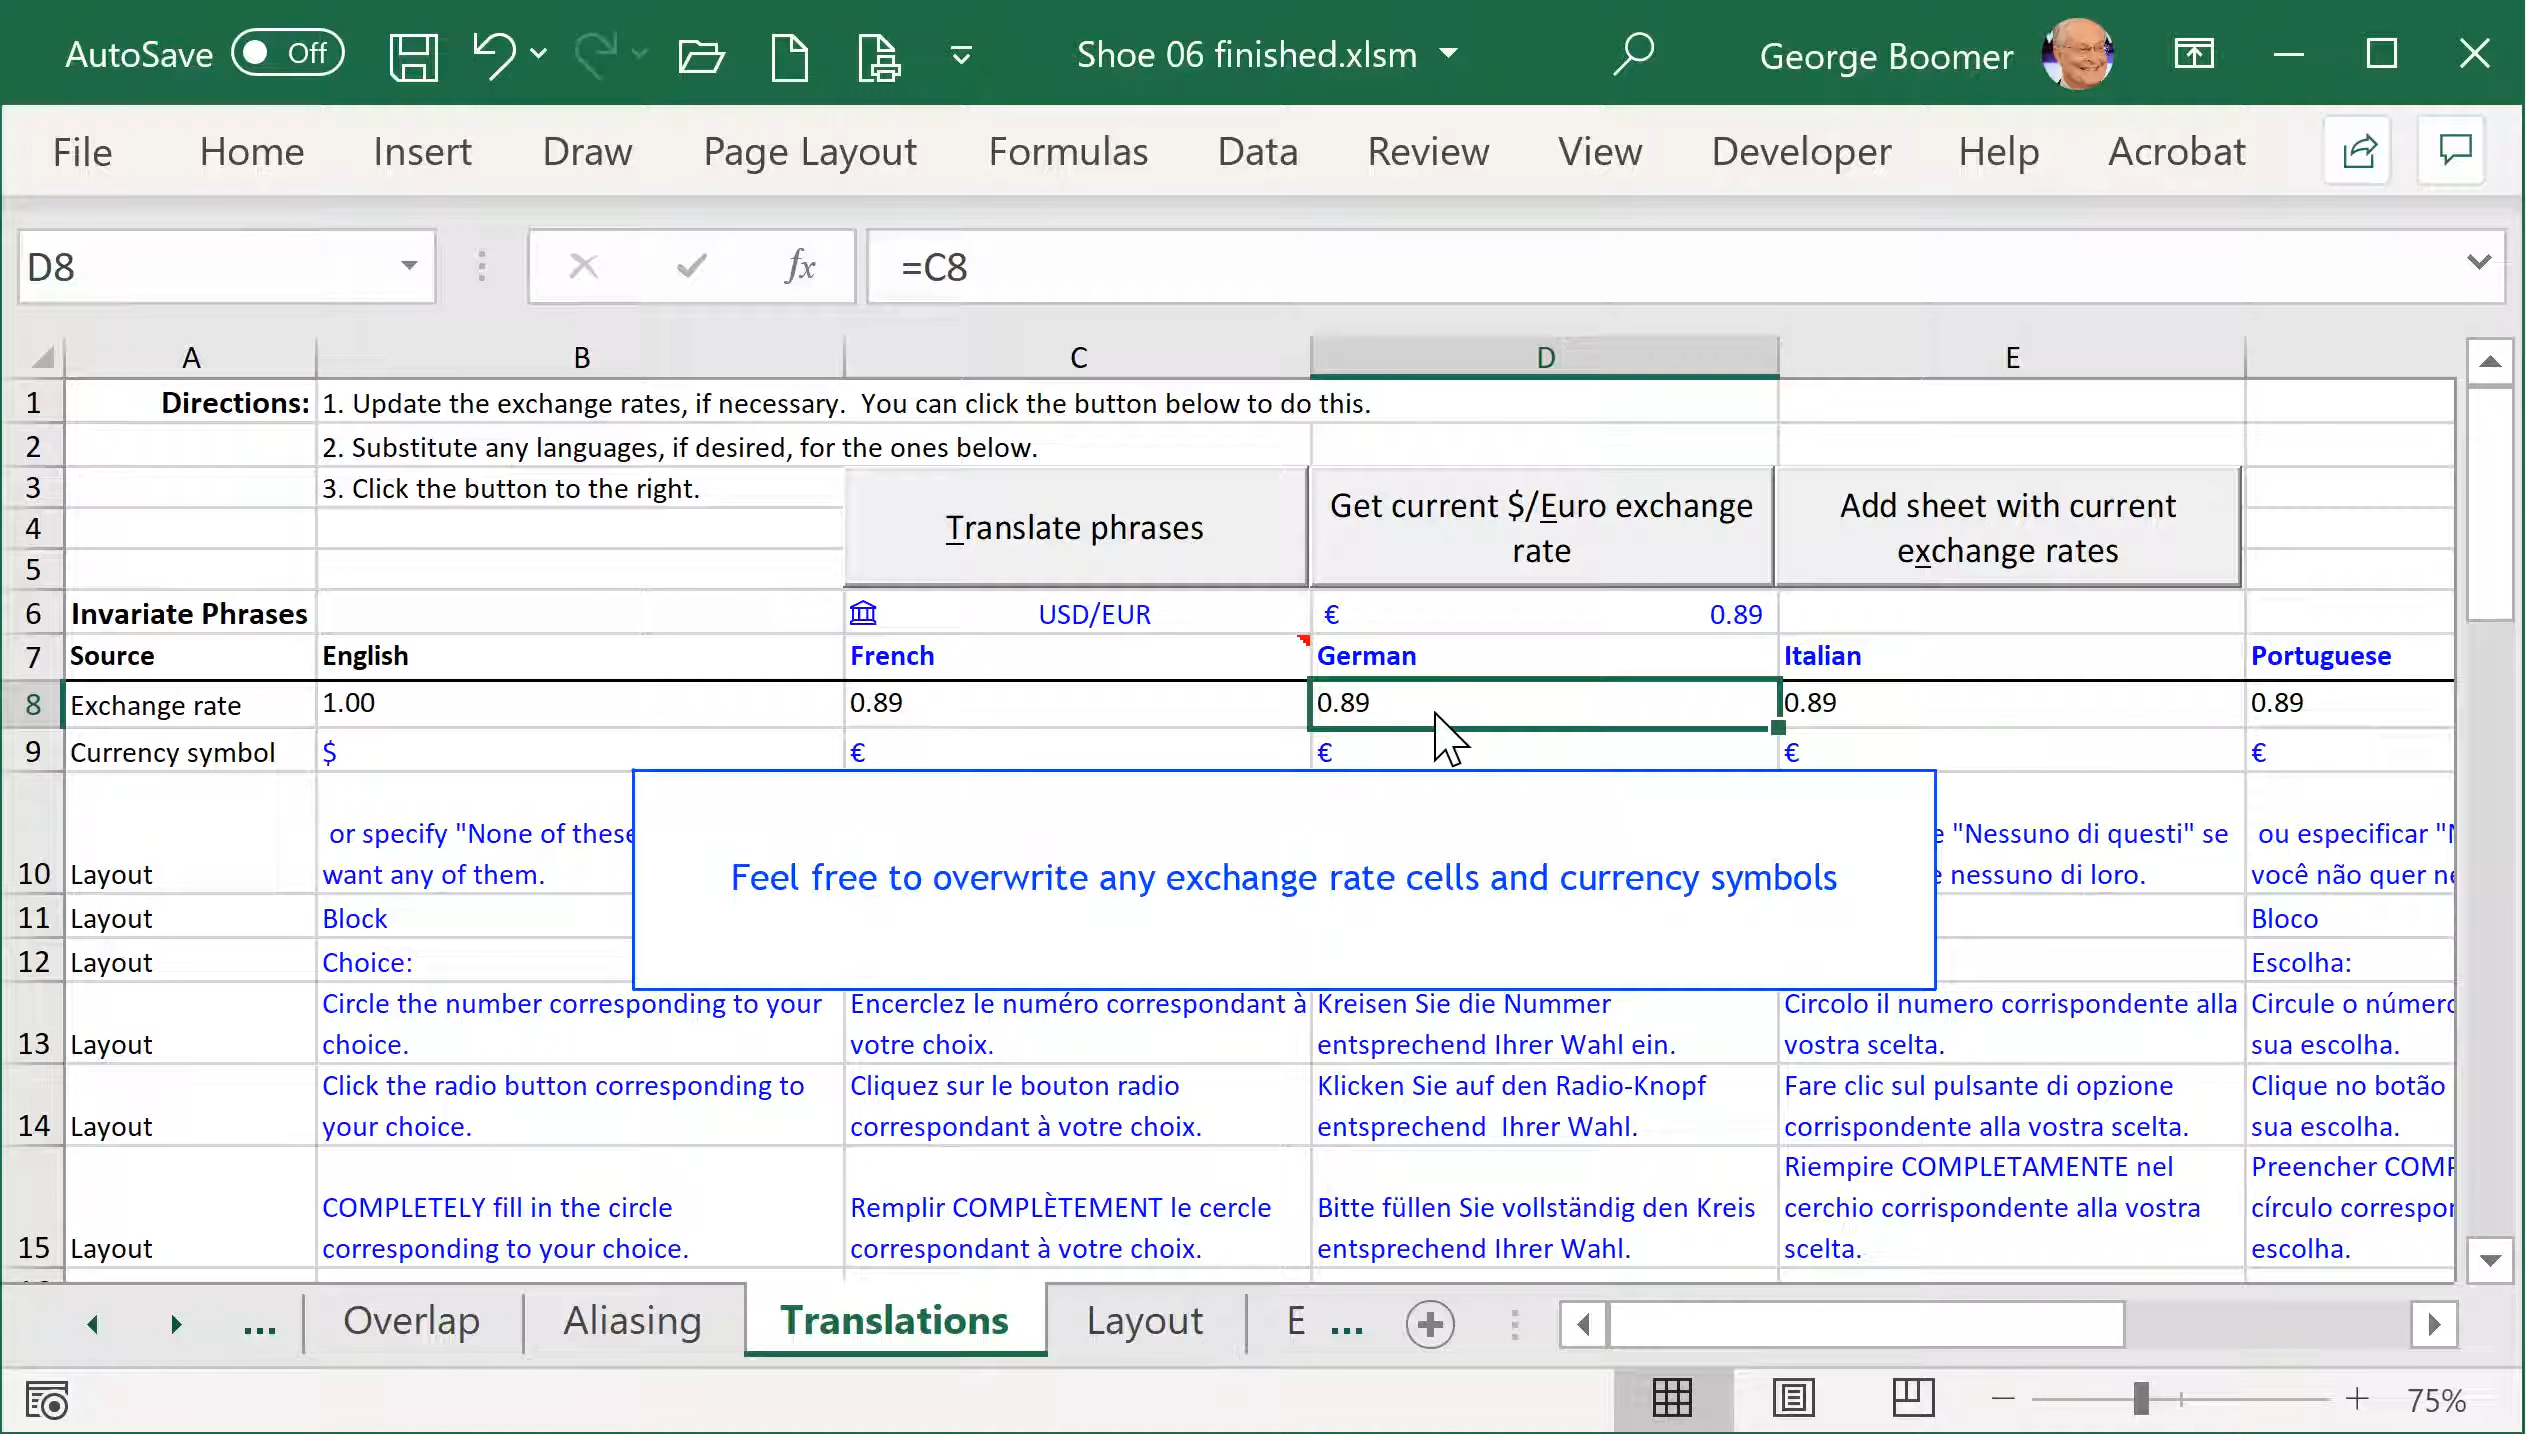 AutoSave Off Shoe 06 finished.xlsm George Boomer
File Home Insert Draw Page Layout Formulas Data Review View Developer Help Acrobat
D8 fx =C8
A B C D E
1 Directions: 1. Update the exchange rates, if necessary.  You can click the button below to do this.
2 2. Substitute any languages, if desired, for the ones below.
3 3. Click the button to the right.
4
5
Translate phrases
Get current $/Euro exchange
rate
Add sheet with current
exchange rates
6 Invariate Phrases USD/EUR € 0.89
7 Source English French German Italian Portuguese
8 Exchange rate 1.00 0.89 0.89 0.89 0.89
9 Currency symbol $ € € € €
Feel free to overwrite any exchange rate cells and currency symbols
or specify "None of these
want any of them.
"Nessuno di questi" se
nessuno di loro.
ou especificar "
você não quer
10 Layout
11 Layout Block Bloco
12 Layout Choice: Escolha:
Circle the number corresponding to your
choice.
Encerclez le numéro correspondant à
votre choix.
Kreisen Sie die Nummer
entsprechend Ihrer Wahl ein.
Circolo il numero corrispondente alla
vostra scelta.
Circule o número
sua escolha.
13 Layout
Click the radio button corresponding to
your choice.
Cliquez sur le bouton radio
correspondant à votre choix.
Klicken Sie auf den Radio-Knopf
entsprechend  Ihrer Wahl.
Fare clic sul pulsante di opzione
corrispondente alla vostra scelta.
Clique no botão
sua escolha.
14 Layout
COMPLETELY fill in the circle
corresponding to your choice.
Remplir COMPLÈTEMENT le cercle
correspondant à votre choix.
Bitte füllen Sie vollständig den Kreis
entsprechend Ihrer Wahl.
Riempire COMPLETAMENTE nel
cerchio corrispondente alla vostra
scelta.
Preencher
círculo
escolha.
15 Layout
... Overlap Aliasing Translations Layout E ...
75%